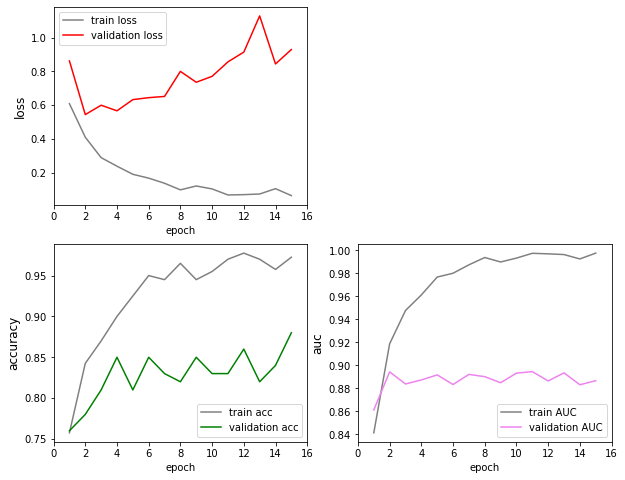 train loss
validation loss
1.0
0.8
0.6
0.4
0.2
loss
0 2 4 6 8 10 12 14 16
epoch
train acc
validation acc
0.95
0.90
0.85
0.80
0.75
accuracy
0 2 4 6 8 10 12 14 16
epoch
train AUC
validation AUC
1.00
0.98
0.96
0.94
0.92
0.90
0.88
0.86
0.84
auc
0 2 4 6 8 10 12 14 16
epoch